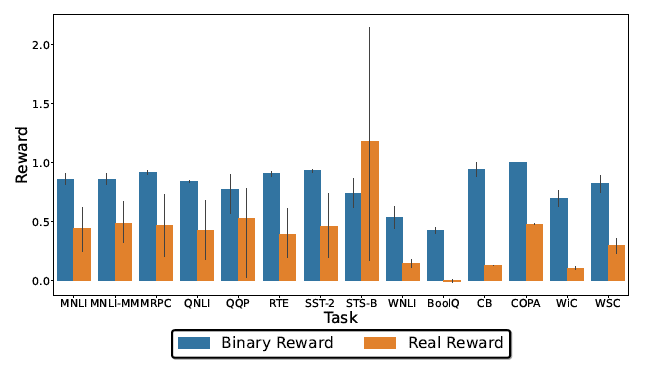 2.0
1.5
1.0
0.5
0.0
Reward
MNLI MNLI-MM MRPC QNLI QQP RTE SST-2 STS-B WNLI BoolQ CB COPA WiC WSC
Task
Binary Reward Real Reward